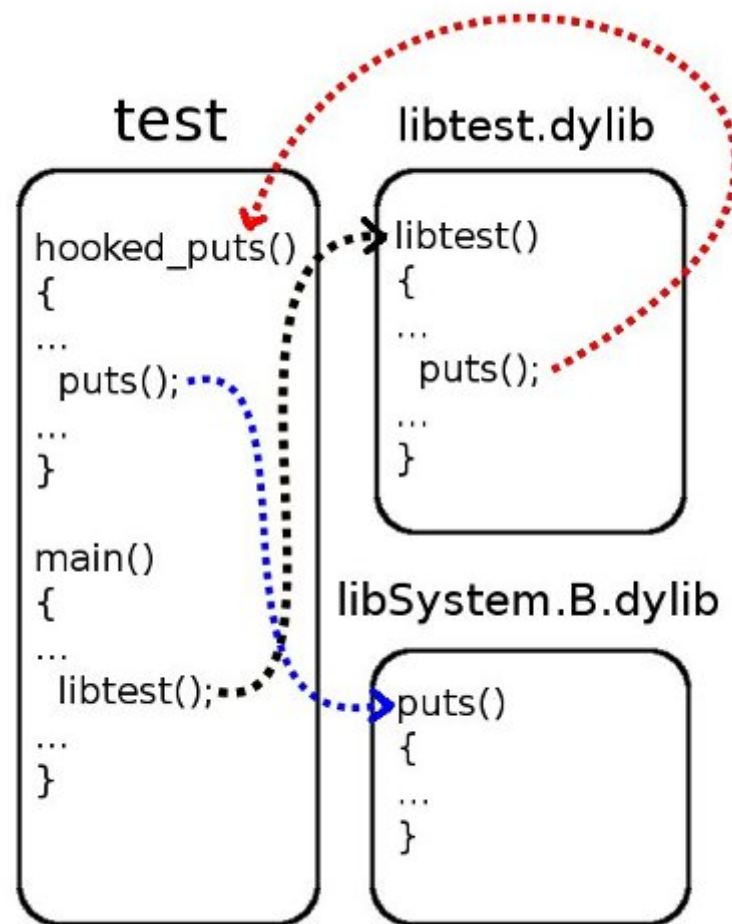 test
hooked_puts()
{
...
puts();
...
}
main()
{
...
libtest();
...
}
libtest.dylib
libtest()
{
...
puts();
...
}
libSystem.B.dylib
puts()
{
...
}